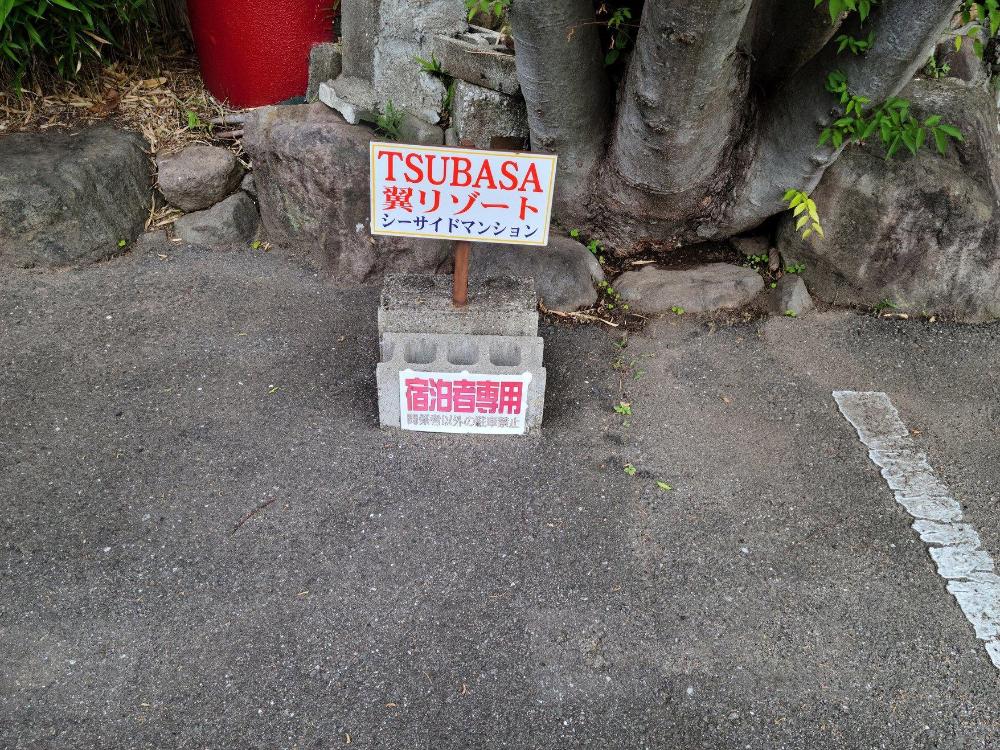 TSUBASA
翼リゾート
シーサイドマンション
宿泊者専用
関係者以外の駐車禁止